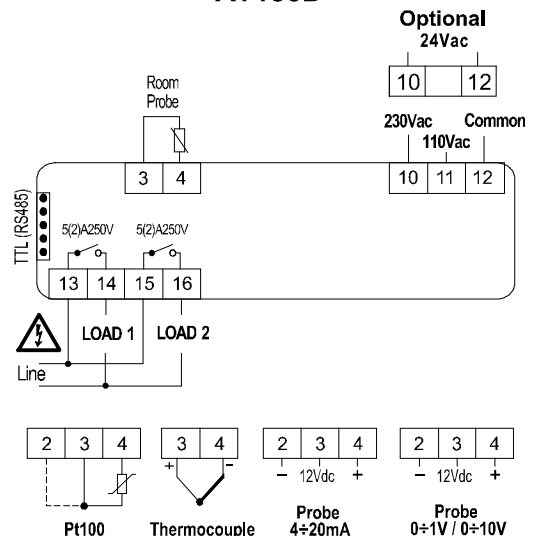 Optional
24Vac
10 12
Room
Probe
230Vac Common
110Vac
3 4
10 11 12
TTL (RS485)
5(2)A250V 5(2)A250V
13 14 15 16
LOAD 1 LOAD 2
Line
2 3 4
3 4
2 3 4
2 3 4
+ -
- 12Vdc +
- 12Vdc +
Pt100
Thermocouple
Probe
4÷20mA
Probe
0÷1V / 0÷10V